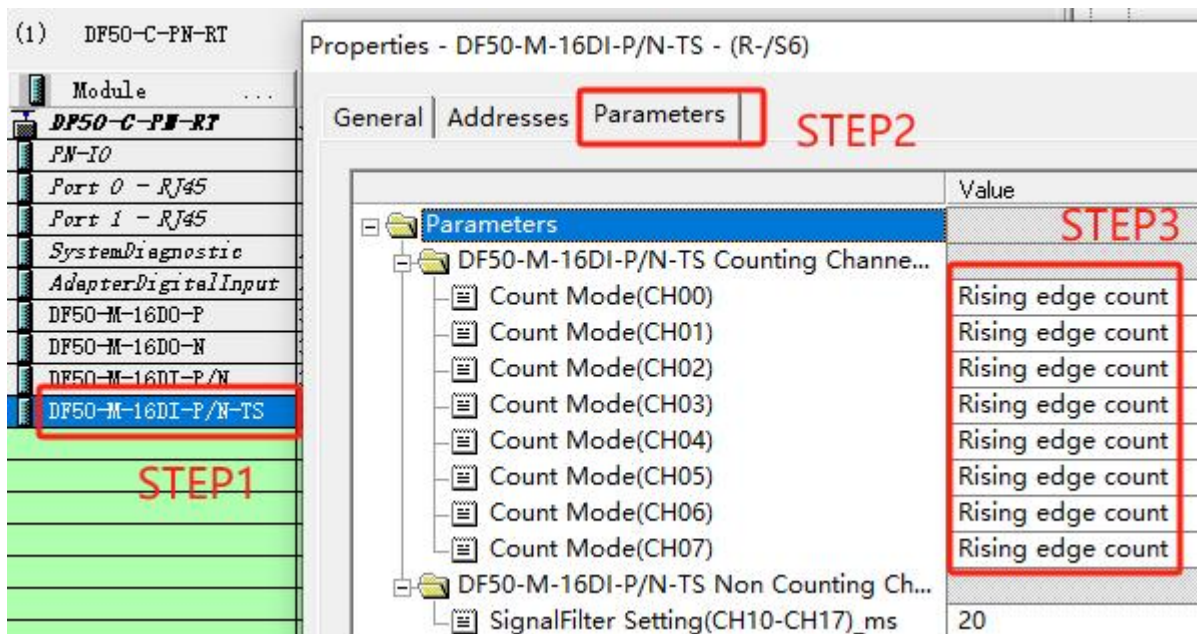 (1) DF50-C-PN-RT
Module ...
DF50-C-PN-RT
PN-IO
Port 0 - RJ45
Port 1 - RJ45
SystemDiagnostic
AdapterDigitalInput
DF50-M-16DO-P
DF50-M-16DO-N
DF50-M-16DI-P/N
DF50-M-16DI-P/N-TS
STEP1
Properties - DF50-M-16DI-P/N-TS - (R-/S6)
General Addresses Parameters
STEP2
Value
Parameters
STEP3
DF50-M-16DI-P/N-TS Counting Channe...
Count Mode(CH00) Rising edge count
Count Mode(CH01) Rising edge count
Count Mode(CH02) Rising edge count
Count Mode(CH03) Rising edge count
Count Mode(CH04) Rising edge count
Count Mode(CH05) Rising edge count
Count Mode(CH06) Rising edge count
Count Mode(CH07) Rising edge count
DF50-M-16DI-P/N-TS Non Counting Ch...
SignalFilter Setting(CH10-CH17)_ms 20